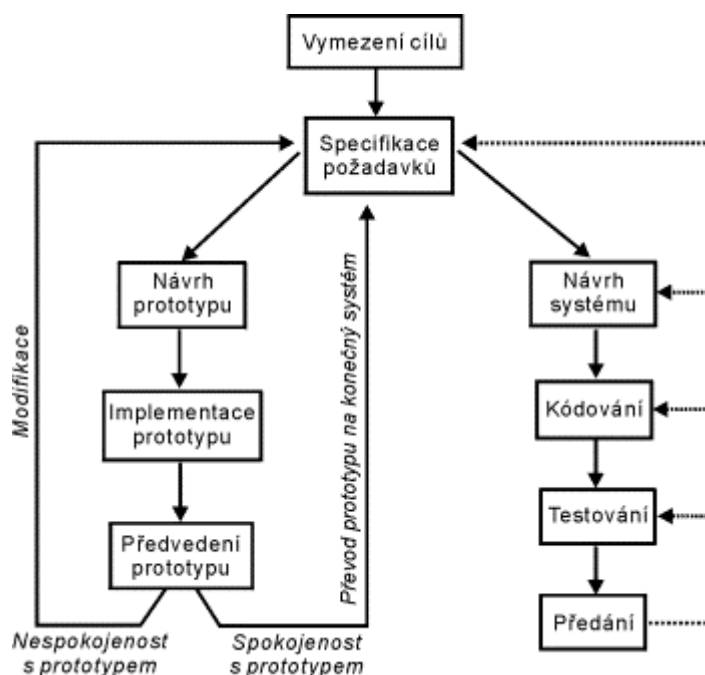 Vymezení cílů
Specifikace
požadavků
Návrh
prototypu
Implementace
prototypu
Předvedení
prototypu
Modifikace
Nespokojenost
s prototypem
Spokojenost
s prototypem
Převod prototypu na konečný systém
Návrh
systému
Kódování
Testování
Předání